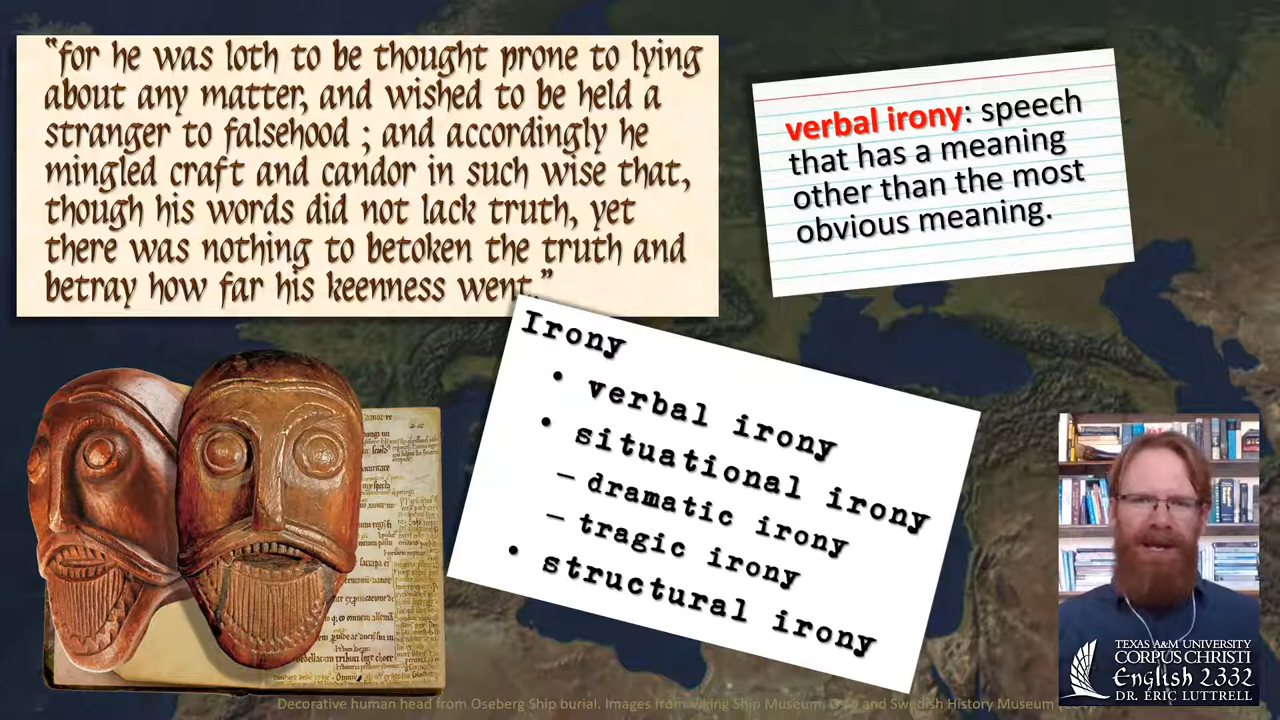 “for he was loth to be thought prone to lying
about any matter, and wished to be held a
stranger to falsehood ; and accordingly he
mingled craft and candor in such wise that,
though his words did not lack truth, yet
there was nothing to betoken the truth and
betray how far his keenness went.”
verbal irony: speech
that has a meaning
other than the most
obvious meaning.
Irony
• verbal irony
• situational irony
– dramatic irony
– tragic irony
• structural irony
TEXAS A&M UNIVERSITY
CORPUS CHRISTI
English 2332
DR. ERIC LUTTRELL
Decorative human head from Oseberg Ship burial. Images from Viking Ship Museum, and Swedish History Museum